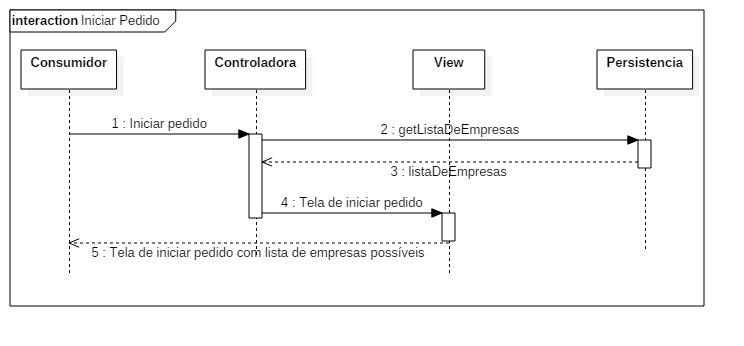 interaction Iniciar Pedido
Consumidor
Controladora
View
Persistencia
1 : Iniciar pedido
2 : getListaDeEmpresas
3 : listaDeEmpresas
4 : Tela de iniciar pedido
5 : Tela de iniciar pedido com lista de empresas possíveis